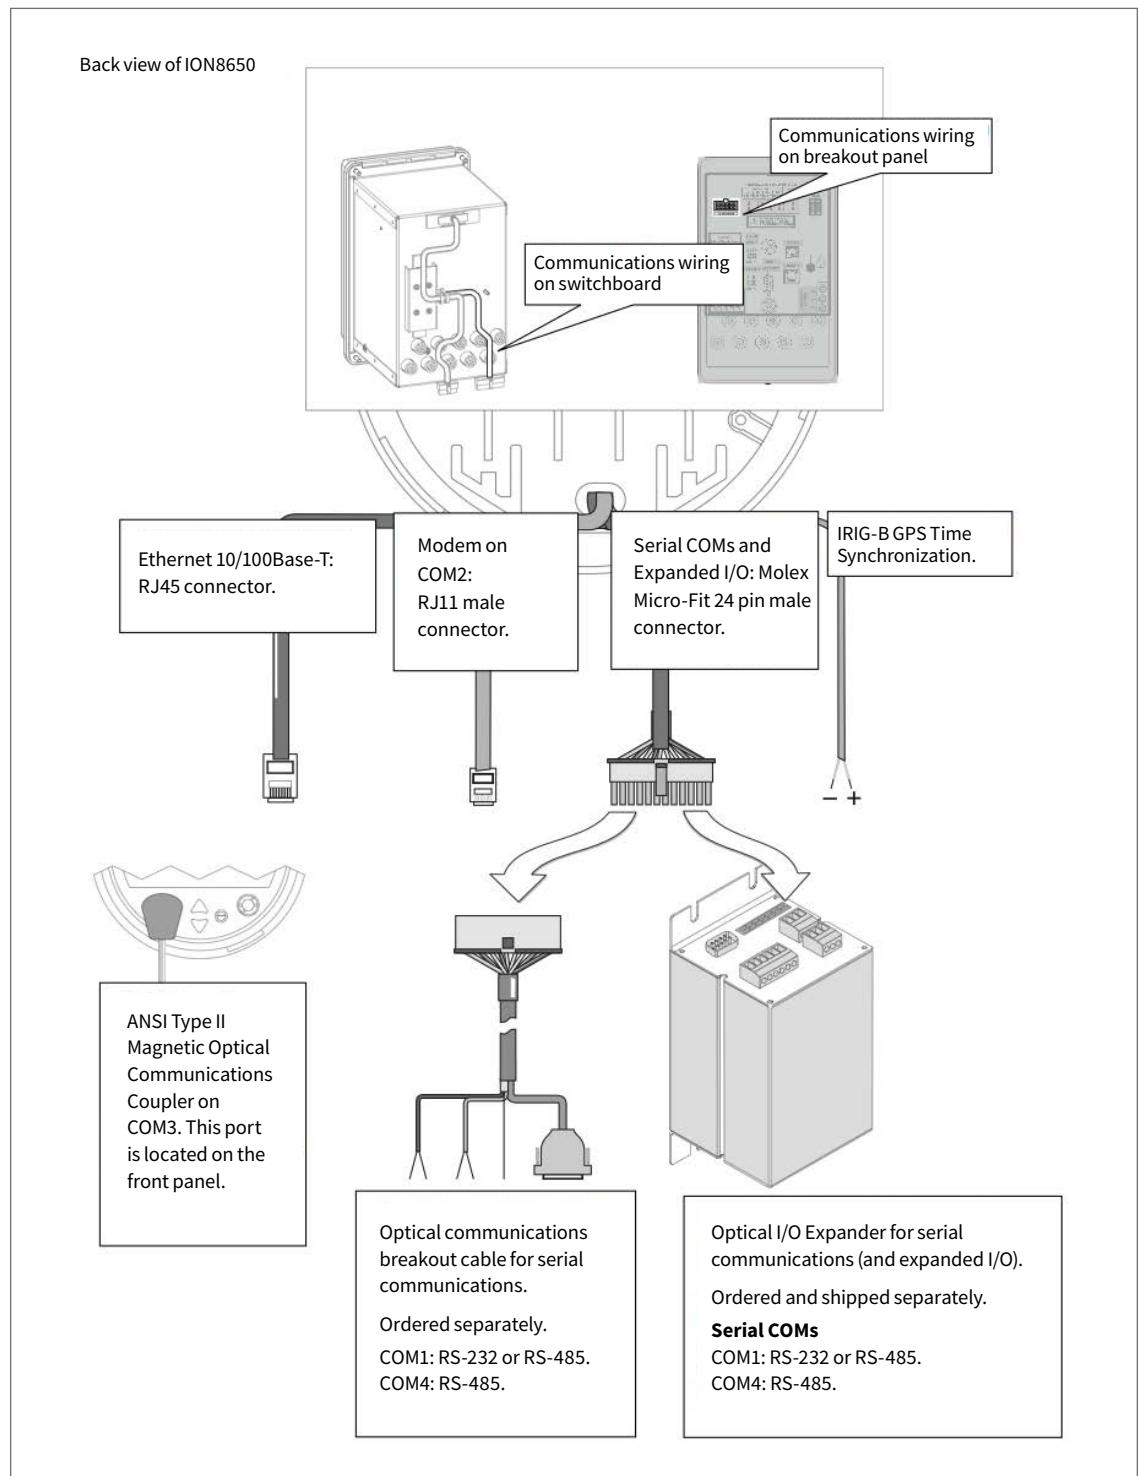 Back view of ION8650
Communications wiring
on breakout panel
Communications wiring
on switchboard
Ethernet 10/100Base-T:
RJ45 connector.
Modem on
COM2:
RJ11 male
connector.
Serial COMs and
Expanded I/O: Molex
Micro-Fit 24 pin male
connector.
IRIG-B GPS Time
Synchronization.
– +
ANSI Type II
Magnetic Optical
Communications
Coupler on
COM3. This port
is located on the
front panel.
Optical communications
breakout cable for serial
communications.
Ordered separately.
COM1: RS-232 or RS-485.
COM4: RS-485.
Optical I/O Expander for serial
communications (and expanded I/O).
Ordered and shipped separately.
Serial COMs
COM1: RS-232 or RS-485.
COM4: RS-485.